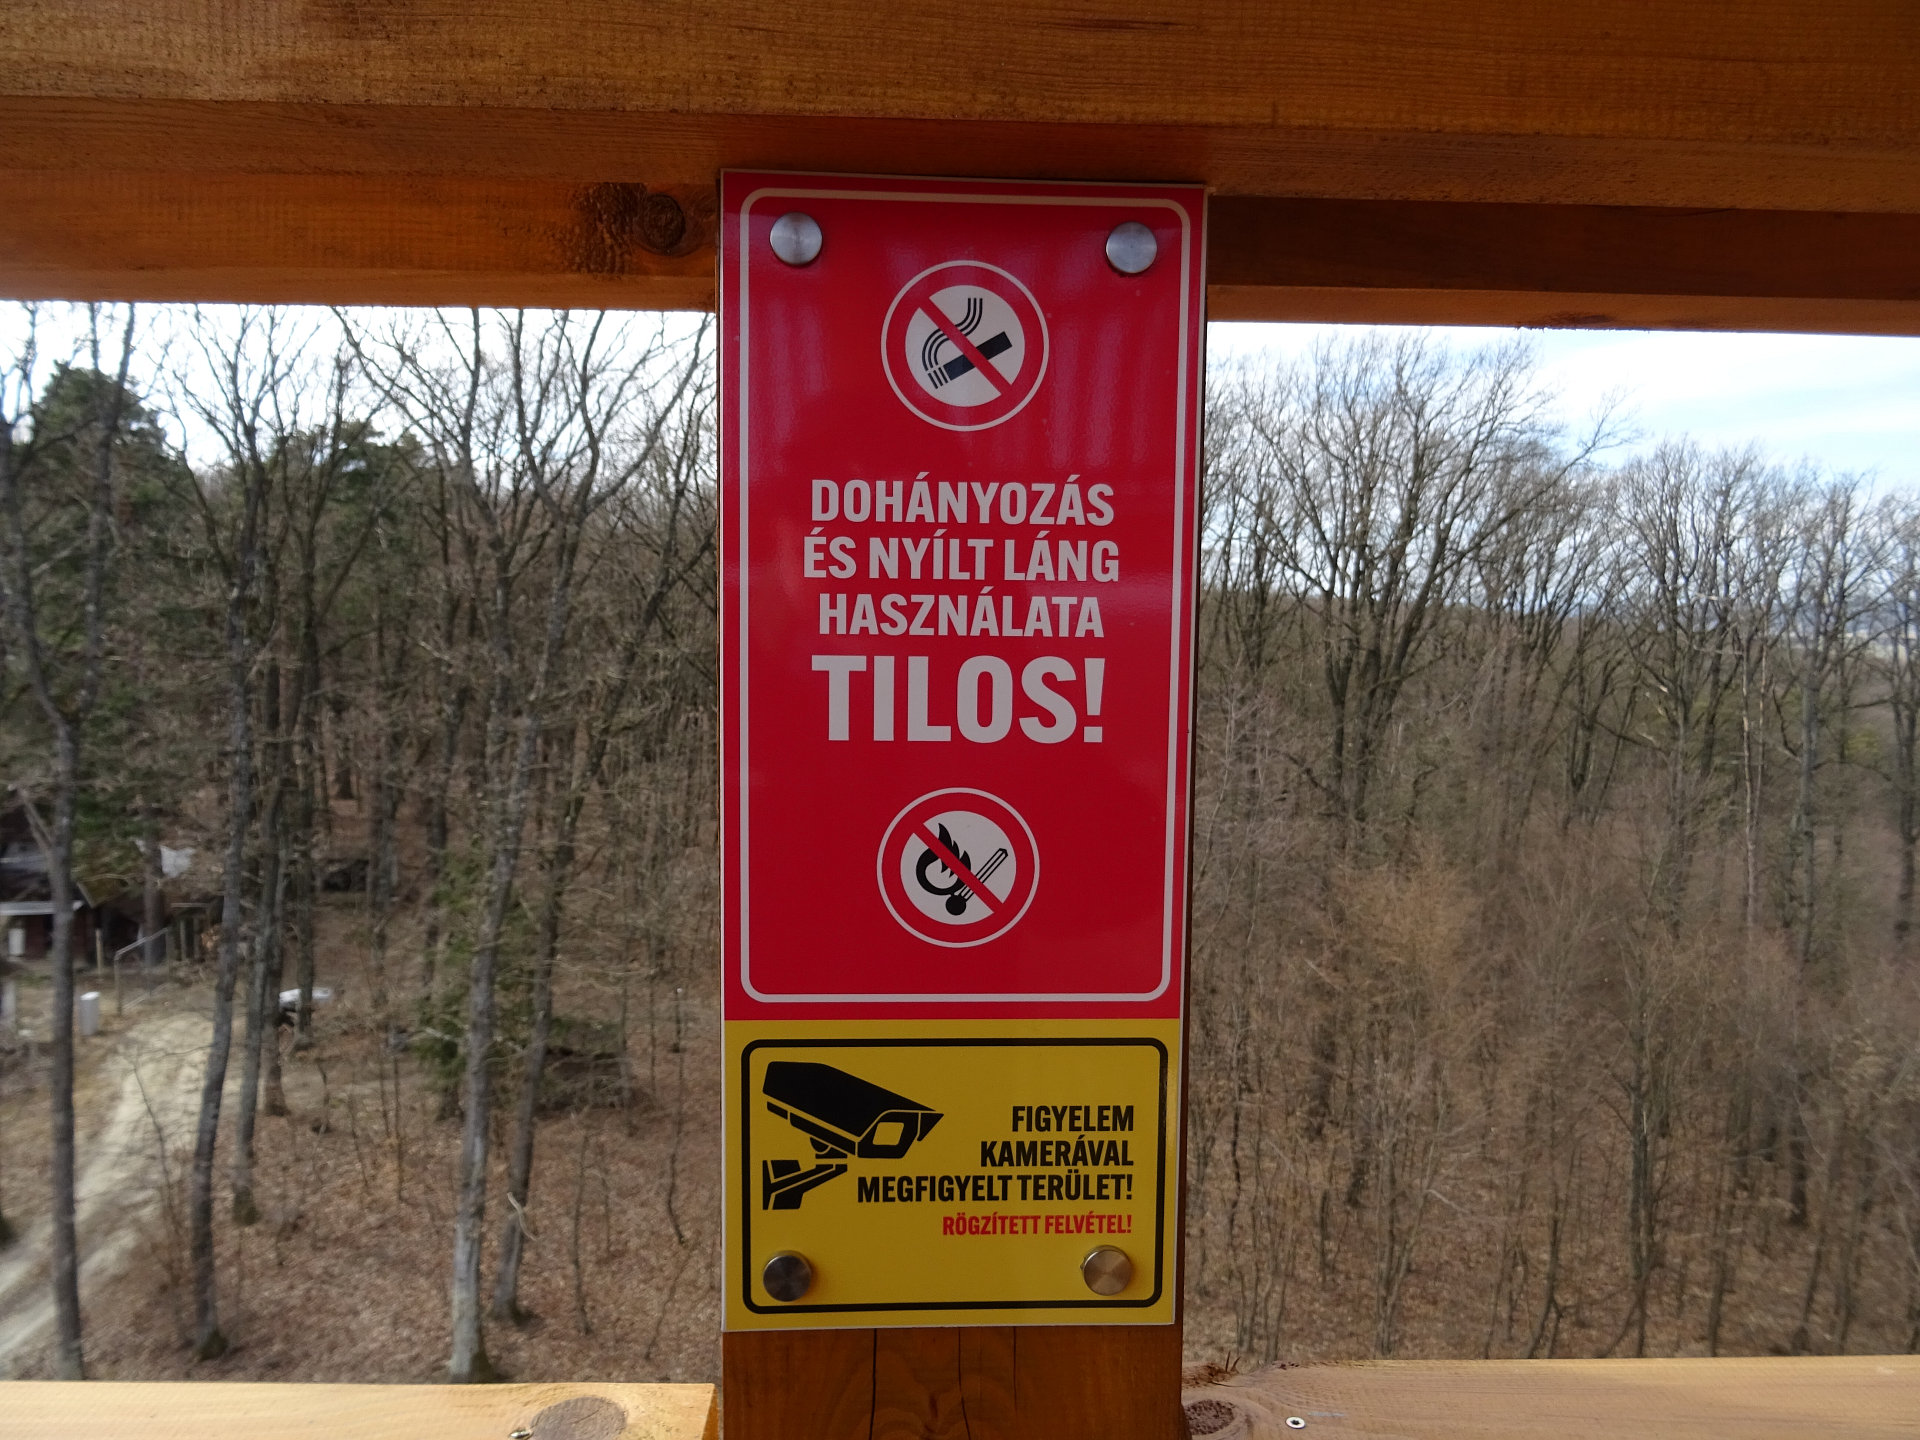 DOHÁNYOZÁS
ÉS NYÍLT LÁNG
HASZNÁLATA
TILOS!
FIGYELEM
KAMERÁVAL
MEGFIGYELT TERÜLET!
RÖGZÍTETT FELVÉTEL!